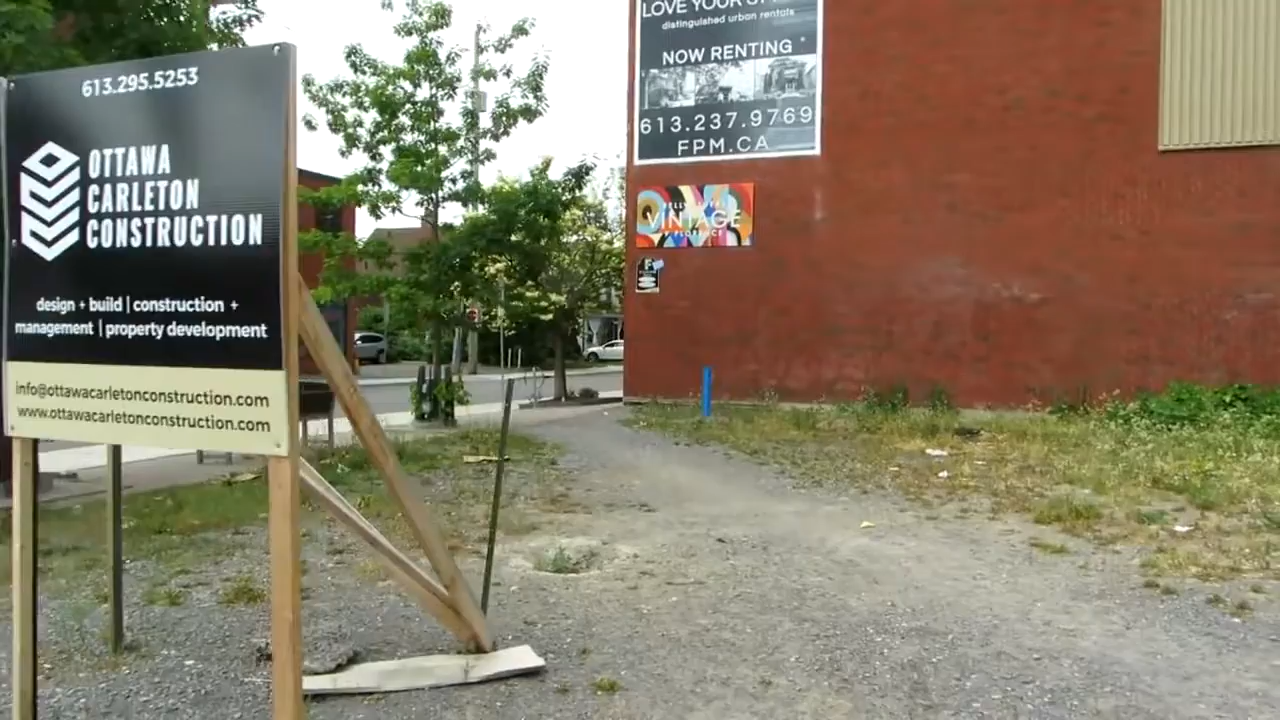 613.295.5253
OTTAWA
CARLETON
CONSTRUCTION
design + build | construction +
management | property development
info@ottawacarletonconstruction.com
www.ottawacarletonconstruction.com
LOVE YOUR
distinguished urban rentals
NOW RENTING
613.237.9769
FPM.CA
VINTAGE
FLORENCE